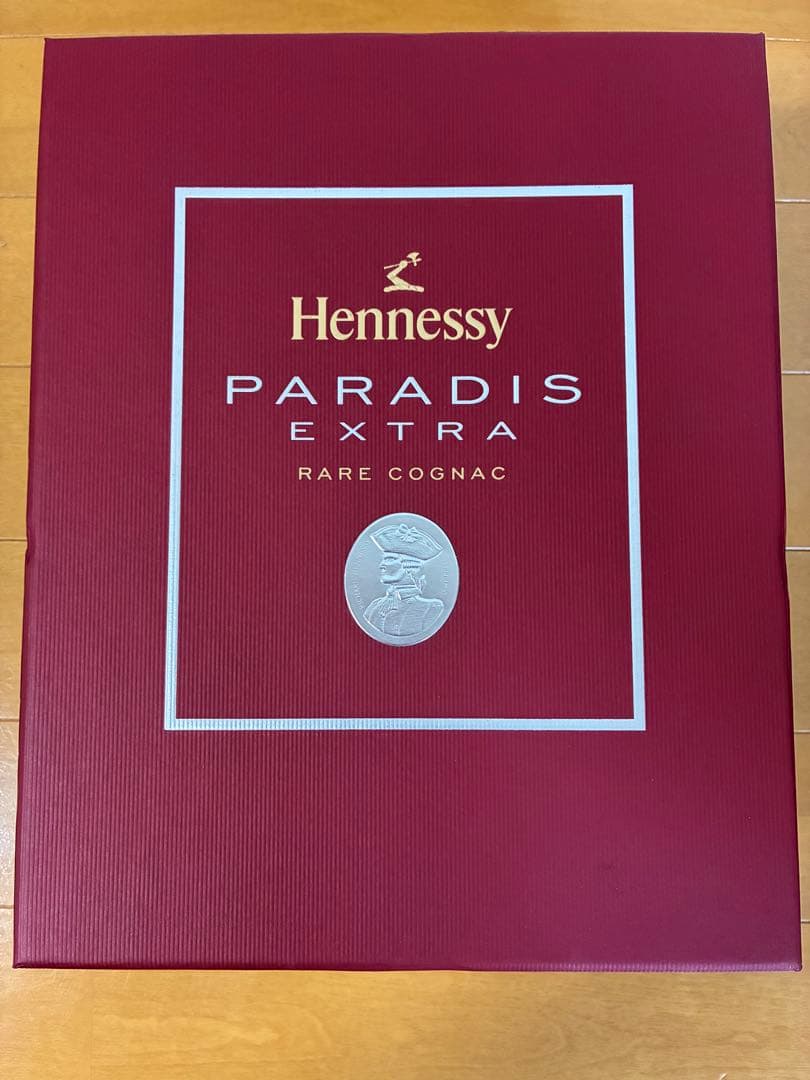 Hennessy
PARADIS
EXTRA
RARE COGNAC